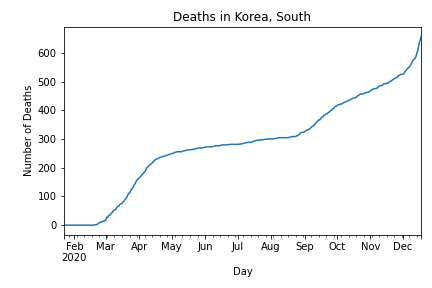 Deaths in Korea, South
Number of Deaths
600
500
400
300
200
100
0
Feb Mar Apr May Jun Jul Aug Sep Oct Nov Dec
2020
Day